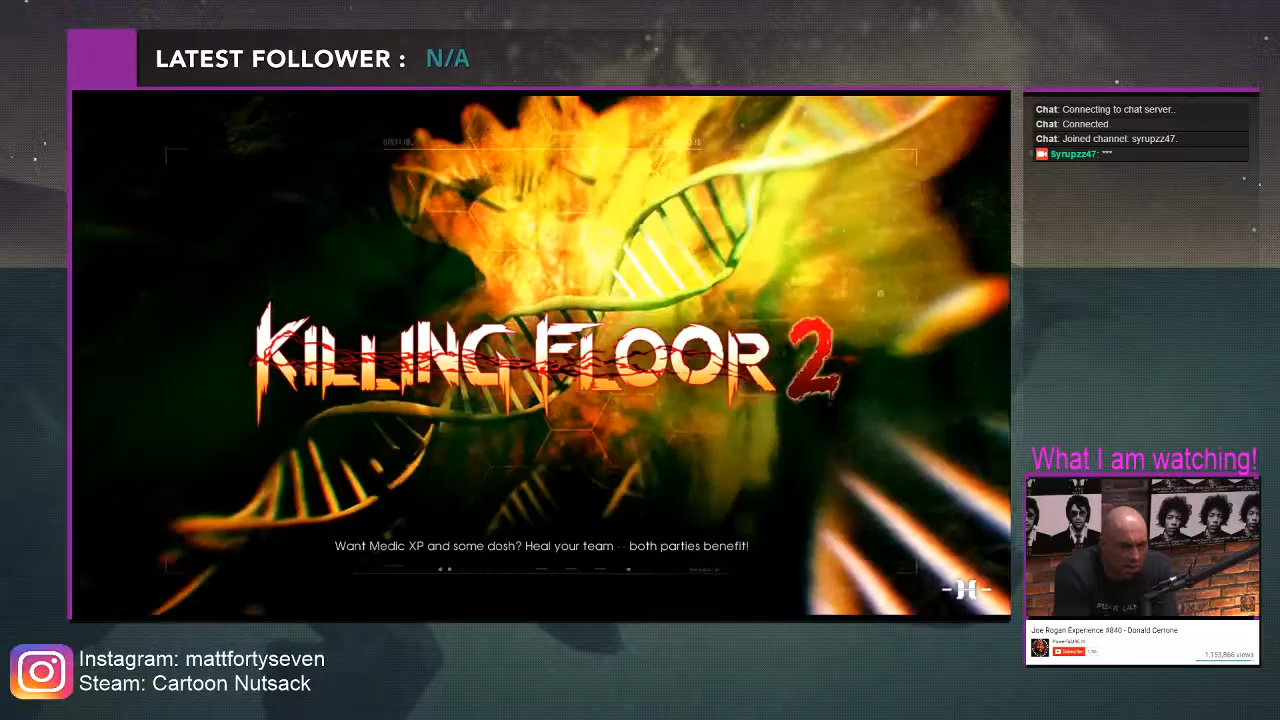 LATEST FOLLOWER : N/A
Chat: Connecting to chat server..
Chat: Connected
Chat: Joined channel: syrupzz47.
Syrupzz47: ***
KILLING FLOOR 2
Want Medic XP and some dosh? Heal your team -- both parties benefit!
What I am watching!
Joe Rogan Experience #840 - Donald Cerrone
PowerfulJRE
Subscribe
1,153,866 views
Instagram: mattfortyseven
Steam: Cartoon Nutsack